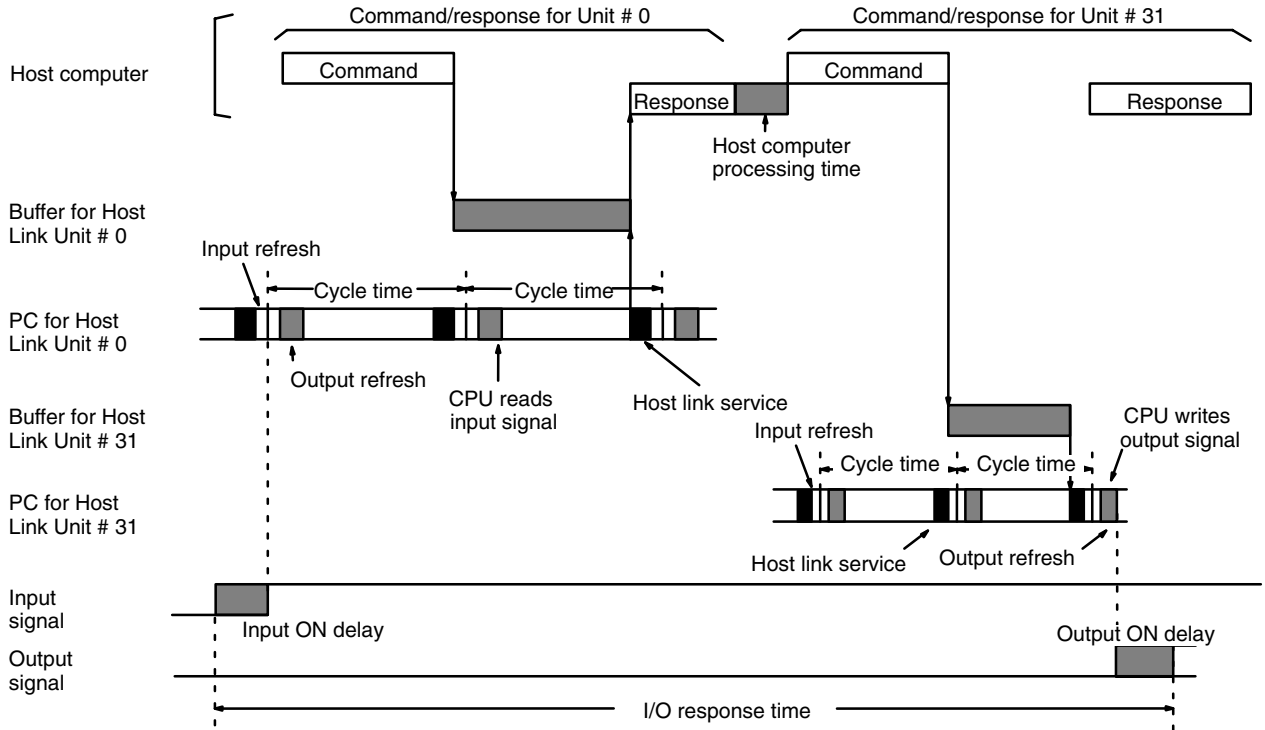 Command/response for Unit # 0
Command/response for Unit # 31
Host computer
Command
Command
Response
Response
Host computer
processing time
Buffer for Host
Link Unit # 0
Input refresh
Cycle time
Cycle time
PC for Host
Link Unit # 0
Output refresh
CPU reads
input signal
Host link service
Buffer for Host
Link Unit # 31
Input refresh
CPU writes
output signal
Cycle time
Cycle time
PC for Host
Link Unit # 31
Host link service
Output refresh
Input
signal
Input ON delay
Output ON delay
Output
signal
I/O response time